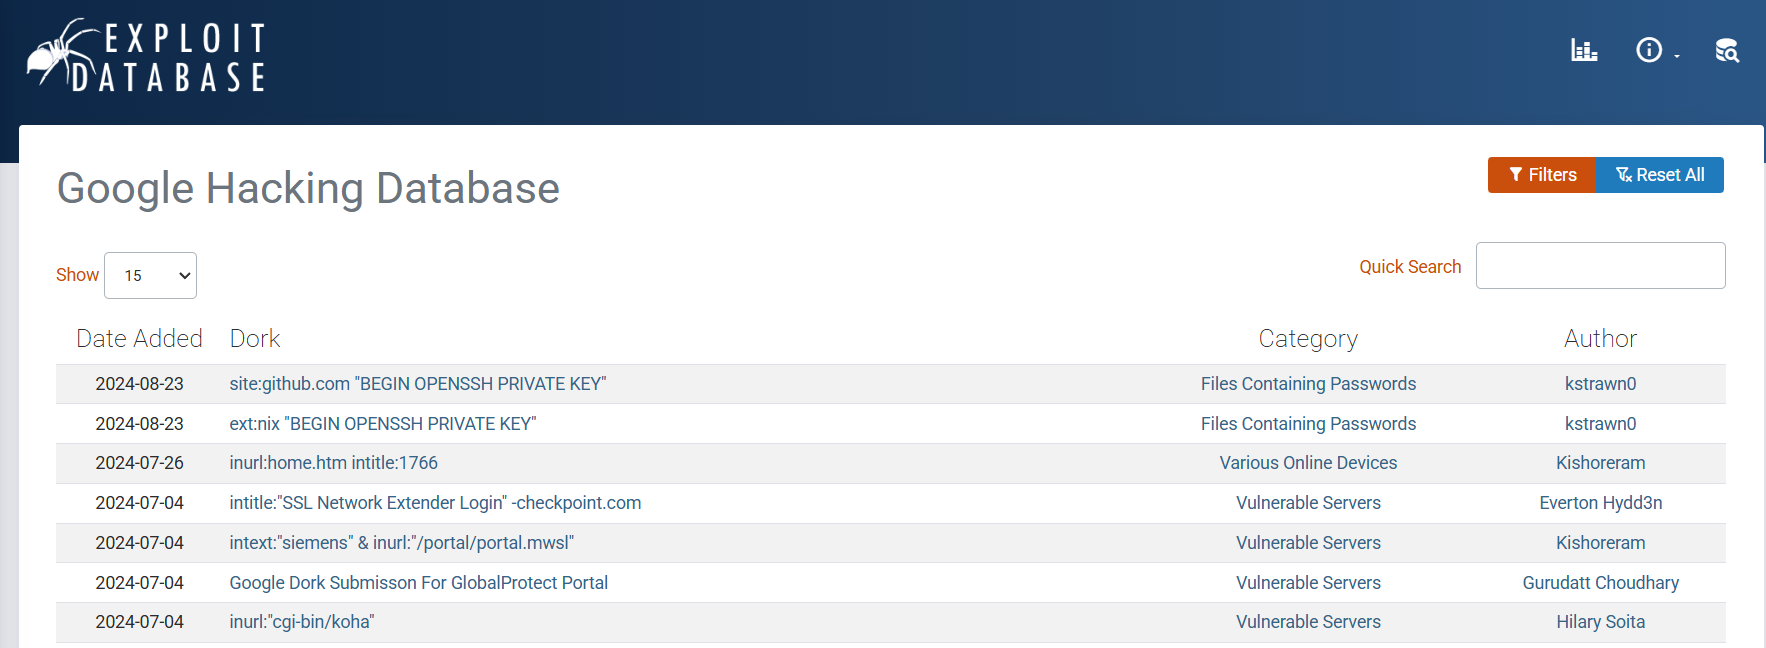 EXPLOIT
DATABASE
Google Hacking Database
Filters
Reset All
Show 15
Quick Search
Date Added Dork Category Author
2024-08-23 site:github.com "BEGIN OPENSSH PRIVATE KEY" Files Containing Passwords kstrawn0
2024-08-23 ext:nix "BEGIN OPENSSH PRIVATE KEY" Files Containing Passwords kstrawn0
2024-07-26 inurl:home.htm intitle:1766 Various Online Devices Kishoreram
2024-07-04 intitle:"SSL Network Extender Login" -checkpoint.com Vulnerable Servers Everton Hydd3n
2024-07-04 intext:"siemens" & inurl:"/portal/portal.mwsl" Vulnerable Servers Kishoreram
2024-07-04 Google Dork Submisson For GlobalProtect Portal Vulnerable Servers Gurudatt Choudhary
2024-07-04 inurl:"cgi-bin/koha" Vulnerable Servers Hilary Soita